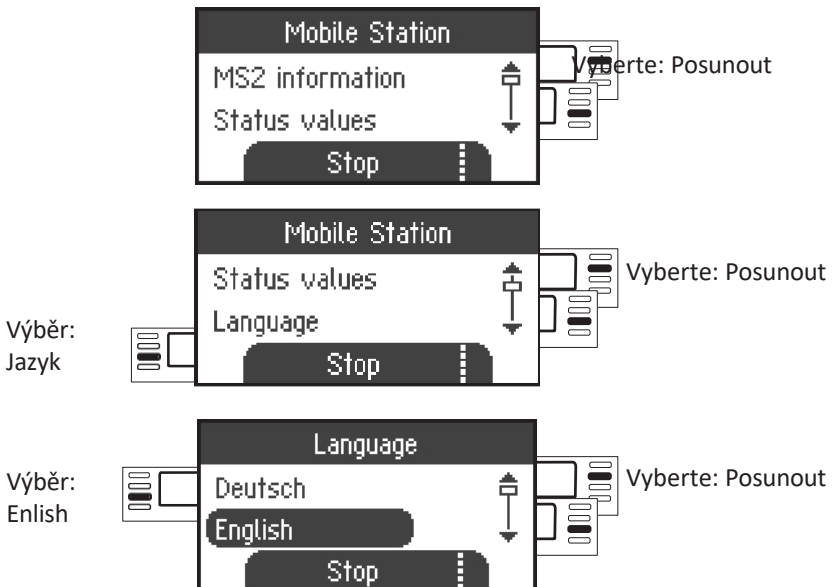 Mobile Station
MS2 information
Vyberte: Posunout
Status values
Stop
Mobile Station
Status values
Vyberte: Posunout
Language
Výběr:
Jazyk
Stop
Language
Výběr:
Enlish
Deutsch
Vyberte: Posunout
English
Stop